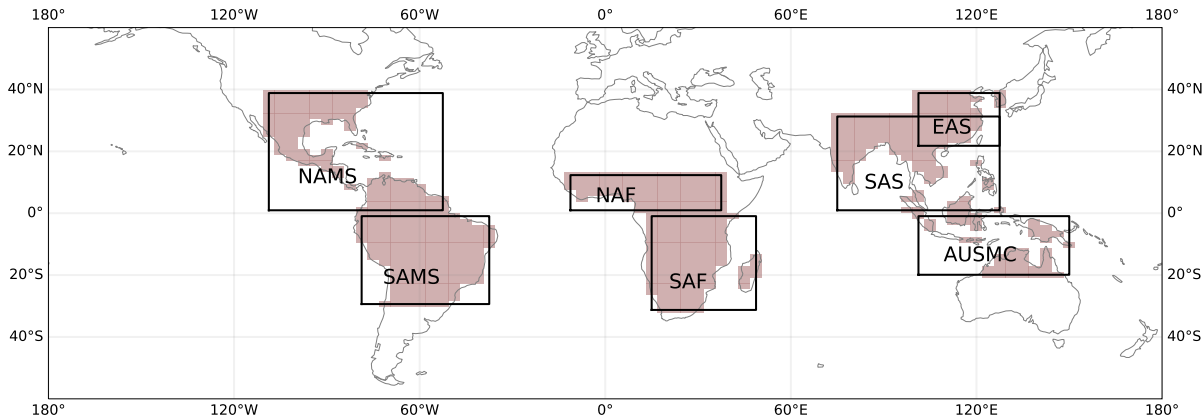 180° 120°W 60°W 0° 60°E 120°E 180°
40°N 40°N
EAS
20°N 20°N
NAMS NAF SAS
0° 0°
AUSMC
SAMS SAF
20°S 20°S
40°S 40°S
180° 120°W 60°W 0° 60°E 120°E 180°